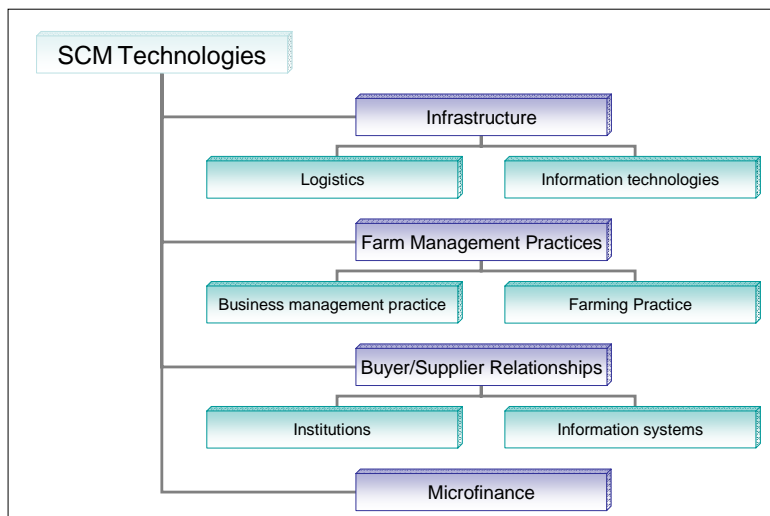 SCM Technologies
Infrastructure
Logistics
Information technologies
Farm Management Practices
Business management practice
Farming Practice
Buyer/Supplier Relationships
Institutions
Information systems
Microfinance